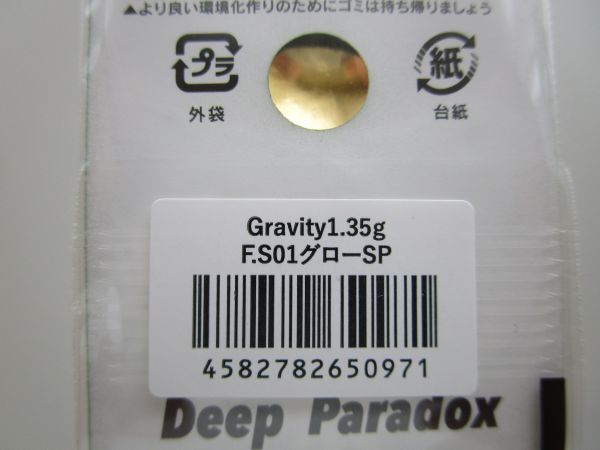 ▲より良い環境化作りのためにゴミは持ち帰りましょう
プラ
紙
外袋
台紙
Gravity1.35g
F.S01グローSP
4582782650971
Deep Paradox